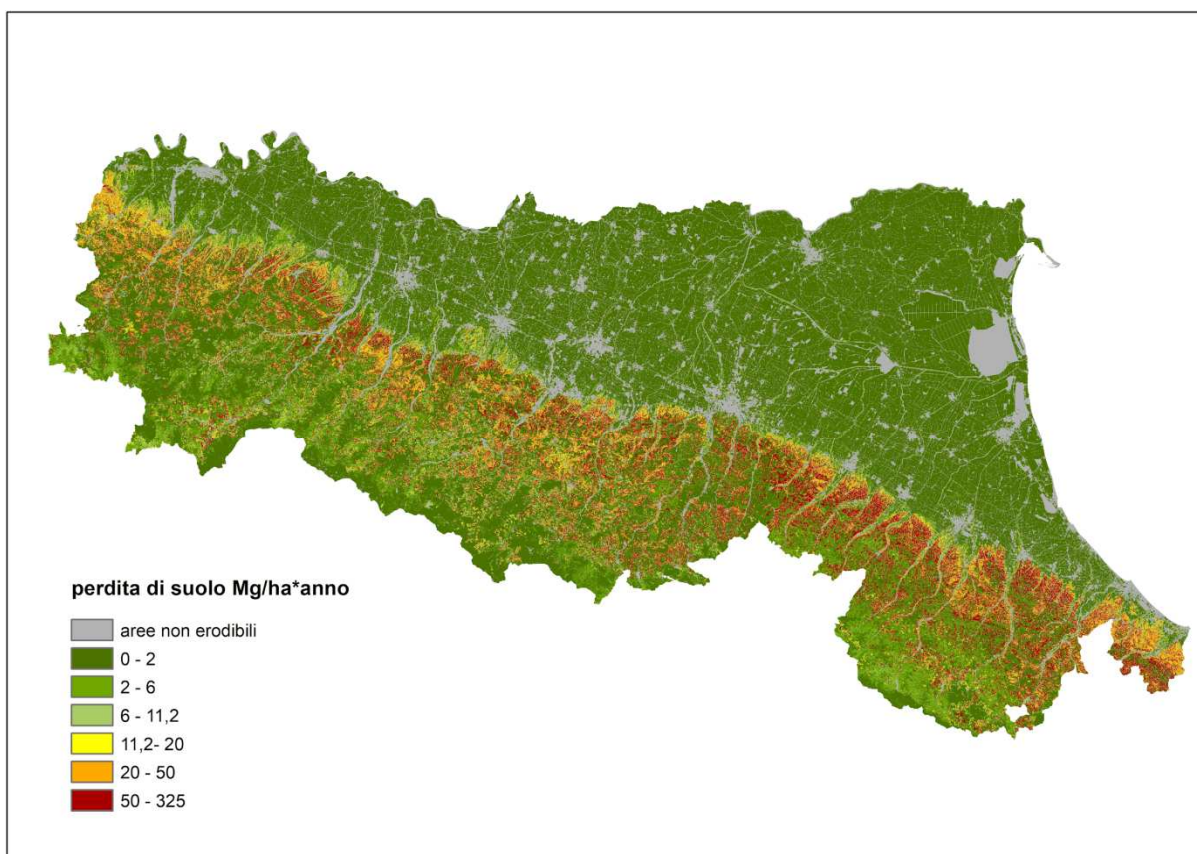 perdita di suolo Mg/ha*anno
aree non erodibili
0 - 2
2 - 6
6 - 11,2
11,2- 20
20 - 50
50 - 325